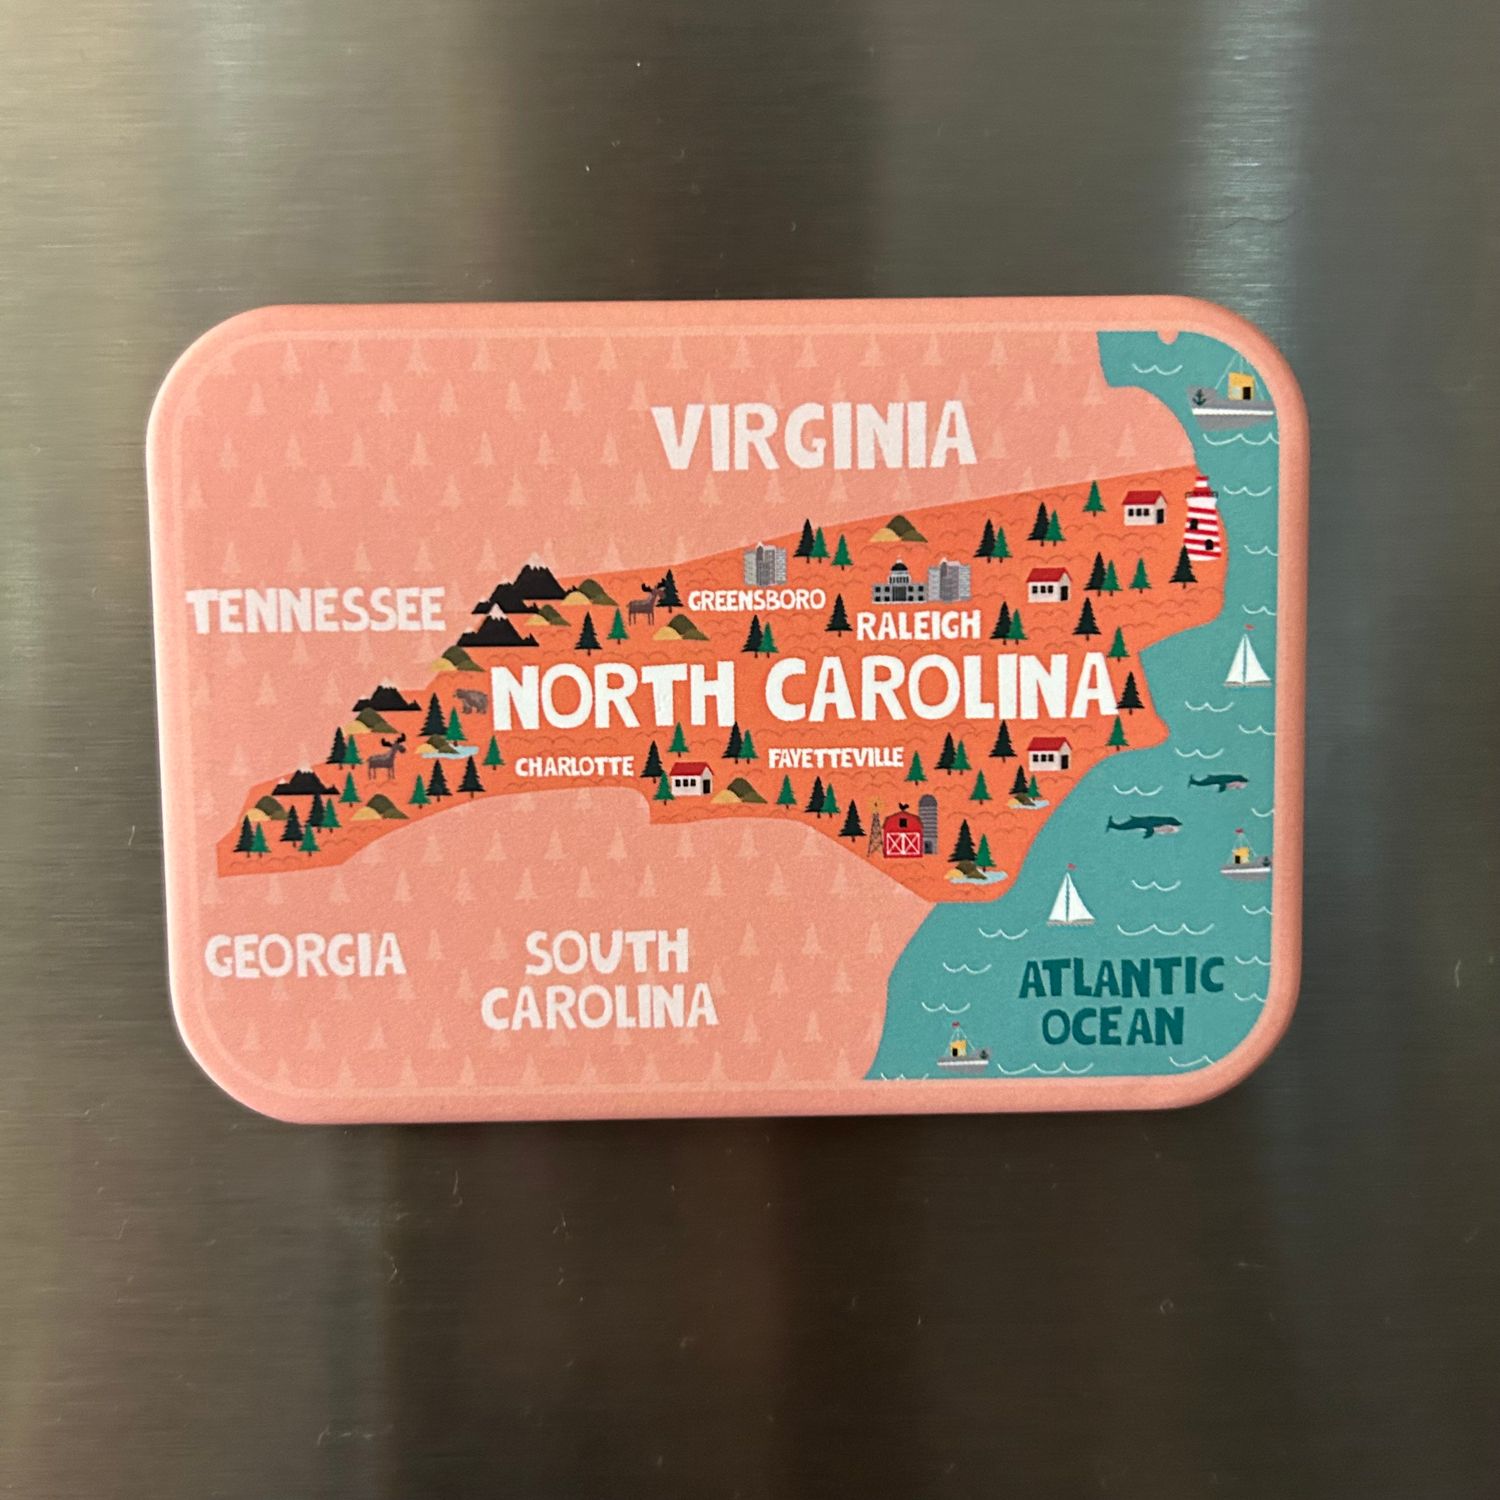 VIRGINIA
TENNESSEE
GREENSBORO
RALEIGH
NORTH CAROLINA
CHARLOTTE
FAYETTEVILLE
GEORGIA
SOUTH
CAROLINA
ATLANTIC
OCEAN